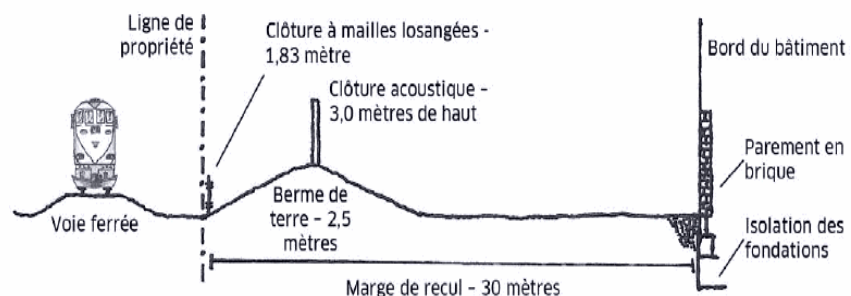 Ligne de
propriété
Clôture à mailles losangées -
1,83 mètre
Clôture acoustique –
3,0 mètres de haut
Bord du bâtiment
Parement en
brique
Voie ferrée
Berme de
terre – 2,5
mètres
Isolation des
fondations
Marge de recul – 30 mètres